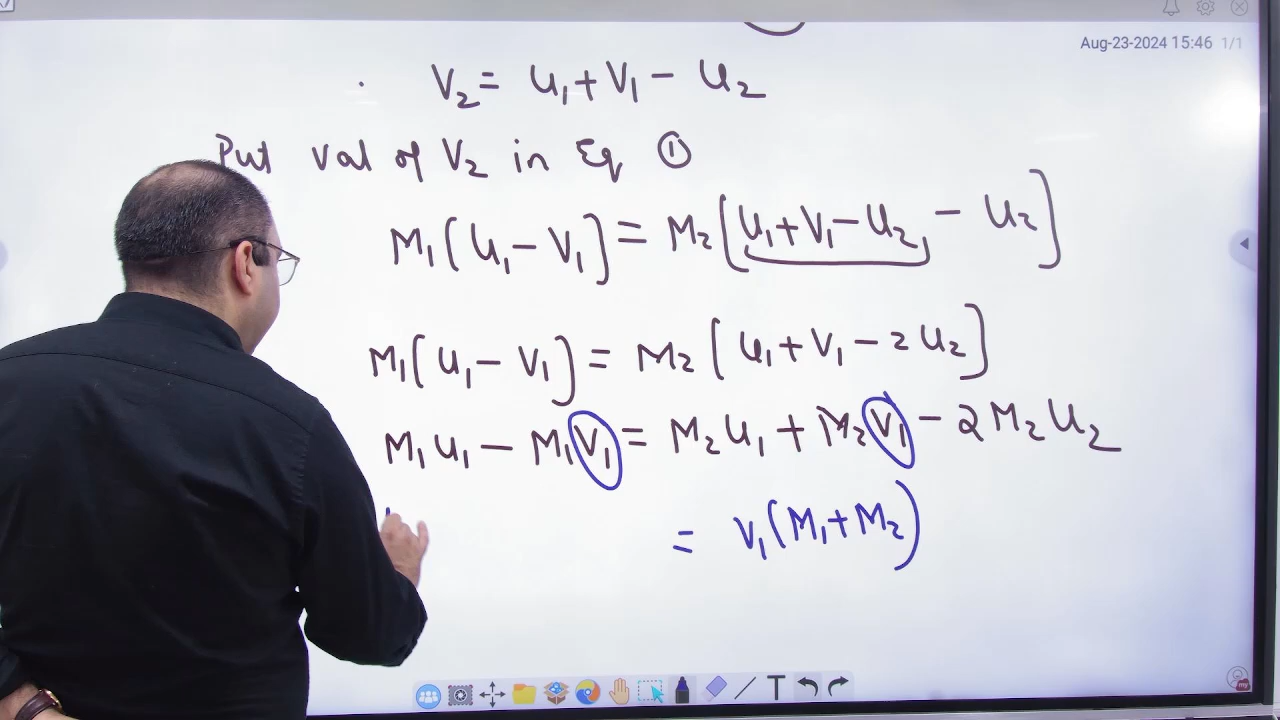 Aug-23-2024 15:46 1/1
V₂ = U₁ + V₁ - U₂
Put val of V₂ in Eq ①
M₁(U₁ - V₁) = M₂[U₁ + V₁ - U₂ - U₂]
M₁(U₁ - V₁) = M₂[U₁ + V₁ - 2U₂]
M₁U₁ - M₁V₁ = M₂U₁ + M₂V₁ - 2M₂U₂
= V₁(M₁ + M₂)
T